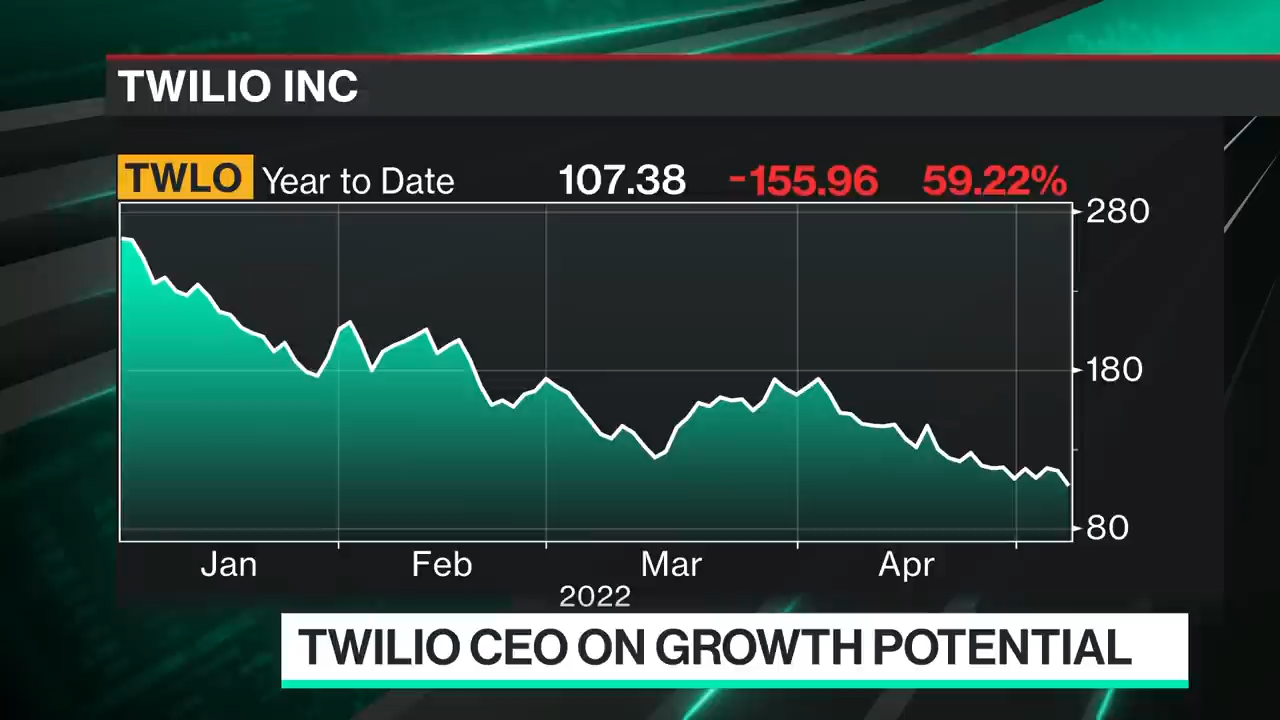 TWILIO INC
TWLO Year to Date 107.38 -155.96 59.22%
280
180
80
Jan Feb Mar Apr
2022
TWILIO CEO ON GROWTH POTENTIAL